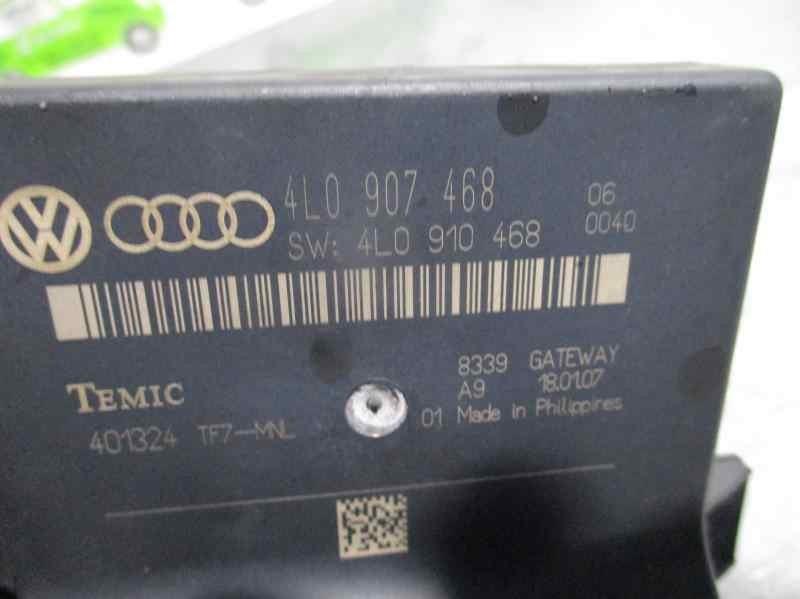 4L0 907 468 06
SW: 4L0 910 468 0040
8339 GATEWAY
TEMIC A9 18.01.07
401324 TF7-MNL 01 Made in Philippines